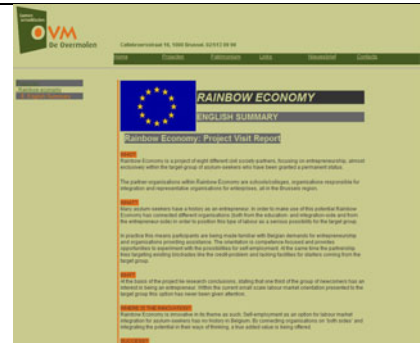 OVM
De Overmolen
Home Projecten Links Nieuwsbrief Contacts
Rainbow economy
RAINBOW ECONOMY
ENGLISH SUMMARY
Rainbow Economy: Project Visit Report
WHO?
Rainbow Economy is a project of eight different civil society partners, focusing on entrepreneurship, almost
exclusively within the target group of asylum-seekers who have been granted a permanent status.
The partner-organisations within Rainbow Economy are schools/colleges, organisations responsible for
integration and representative organisations for enterprises, all in the Brussels region.
WHAT?
Many asylum-seekers have a history as an entrepreneur. In order to make use of this potential Rainbow
Economy has connected different organisations (both from the education- and integration-side and from
the entrepreneur-side) in order to position this type of labour as a serious possibility for the target group.
In practice this means participants are being made familiar with Belgian demands for entrepreneurship
and organisations providing assistance. The orientation is competence-focused and provides
opportunities to experiment with the possibilities for self-employment. At the same time the partnership
tries targeting existing blockades like the credit-problem and lacking facilities for starters coming from the
target group.
WHY?
At the basis of the project lie research conclusions, stating that one third of the group of newcomers has an
interest in being an entrepreneur. Within the current small scale labour market orientation presented to the
target group this option has never been given attention.
WHERE IS THE INNOVATION?
Rainbow Economy is innovative in its theme as such; Self-employment as an option for labour market
integration for asylum-seekers has no history in Belgium. By connecting organisations on 'both sides' and
integrating the potential in their ways of thinking, a true added value is being offered.